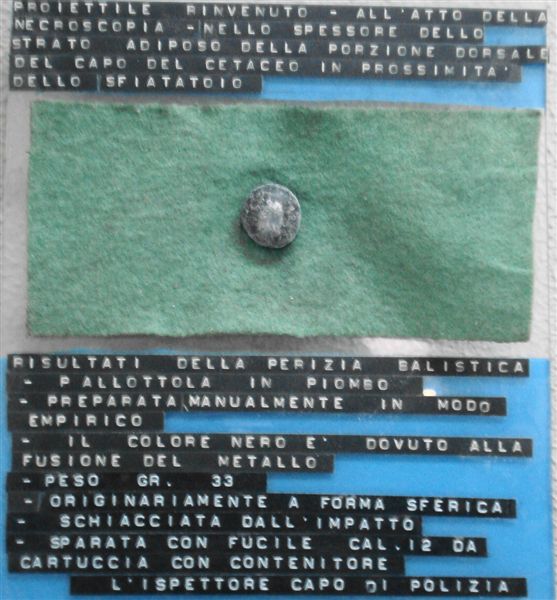 PROIETTILE RINVENUTO - ALL'ATTO DELLA
NECROSCOPIA - NELLO SPESSORE DELLO
STRATO ADIPOSO DELLA PORZIONE DORSALE
DEL CAPO DEL CETACEO IN PROSSIMITA'
DELLO SFIATATOIO
RISULTATI DELLA PERIZIA BALISTICA
- PALLOTTOLA IN PIOMBO
- PREPARATA MANUALMENTE IN MODO
EMPIRICO
- IL COLORE NERO E' DOVUTO ALLA
FUSIONE DEL METALLO
- PESO GR. 33
- ORIGINARIAMENTE A FORMA SFERICA
- SCHIACCIATA DALL'IMPATTO
- SPARATA CON FUCILE CAL.12 DA
CARTUCCIA CON CONTENITORE
L'ISPETTORE CAPO DI POLIZIA